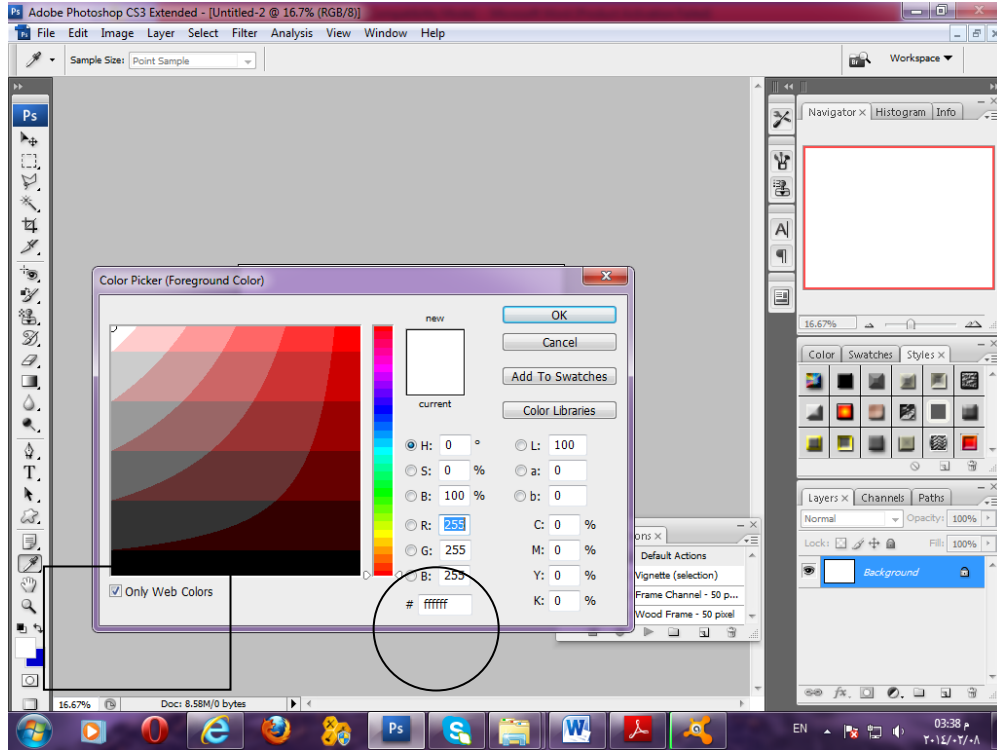 Ps Adobe Photoshop CS3 Extended - [Untitled-2 @ 16.7% (RGB/8)]
Ps File Edit Image Layer Select Filter Analysis View Window Help
Sample Size: Point Sample
Workspace
Ps
Navigator × Histogram Info
16.67%
Color Swatches Styles ×
Layers × Channels Paths
Normal Opacity: 100%
Lock: Fill: 100%
Background
Color Picker (Foreground Color)
new
current
OK
Cancel
Add To Swatches
Color Libraries
H: 0 ° L: 100
S: 0 % a: 0
B: 100 % b: 0
R: 255 C: 0 %
G: 255 M: 0 %
B: 255 Y: 0 %
# ffffff K: 0 %
Only Web Colors
ons ×
Default Actions
Vignette (selection)
Frame Channel - 50 p...
Wood Frame - 50 pixel
T
A
fx.
16.67% Doc: 8.58M/0 bytes
Ps
EN
03:38 م
٢٠١٤/٠٢/٠٨